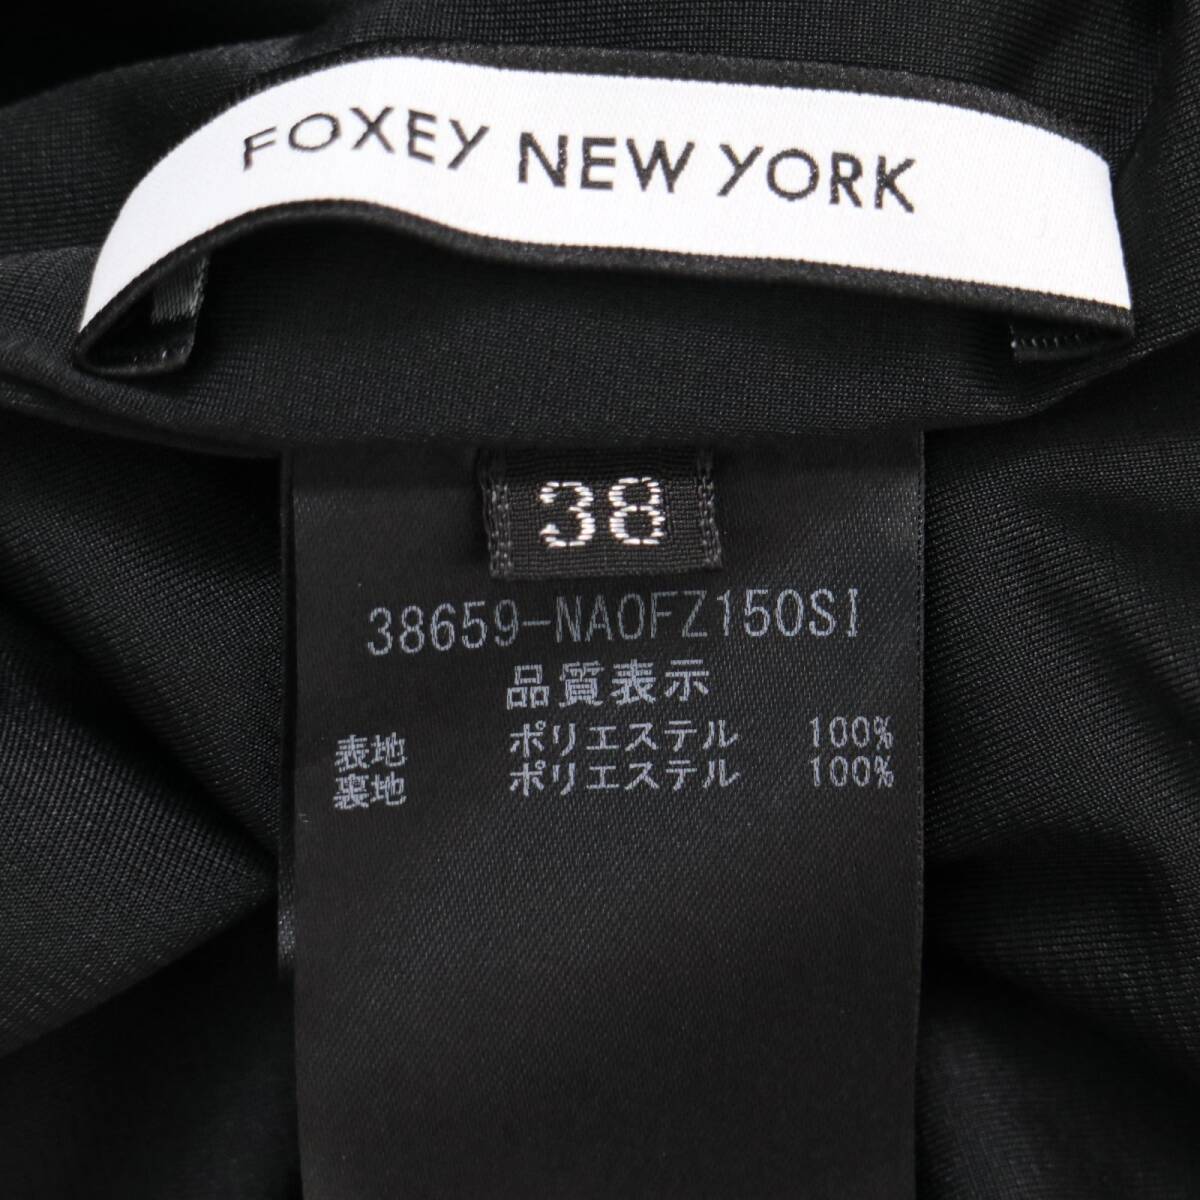 FOXEY NEW YORK
38
38659-NAOFZ150SI
品質表示
表地 ポリエステル 100%
裏地 ポリエステル 100%